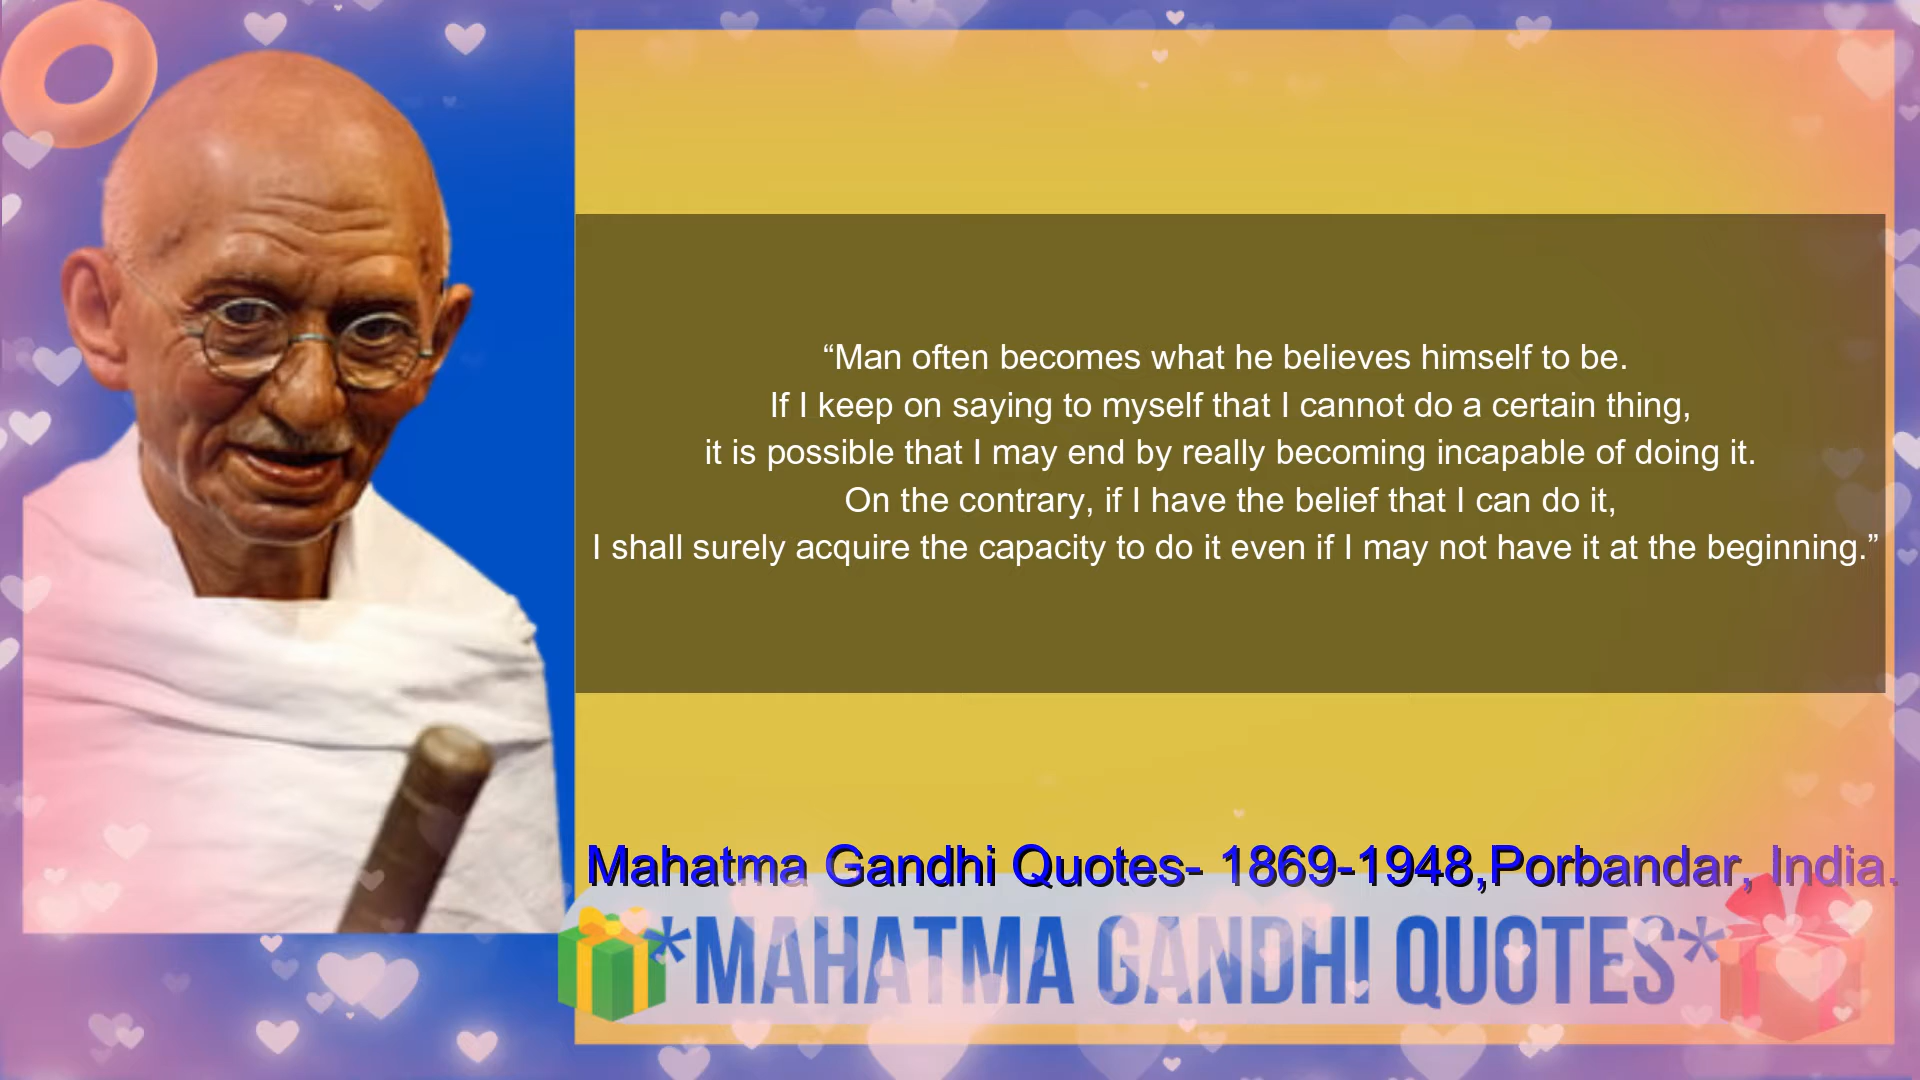 “Man often becomes what he believes himself to be.
If I keep on saying to myself that I cannot do a certain thing,
it is possible that I may end by really becoming incapable of doing it.
On the contrary, if I have the belief that I can do it,
I shall surely acquire the capacity to do it even if I may not have it at the beginning.”
Mahatma Gandhi Quotes- 1869-1948,Porbandar, India.
*MAHATMA GANDHI QUOTES*